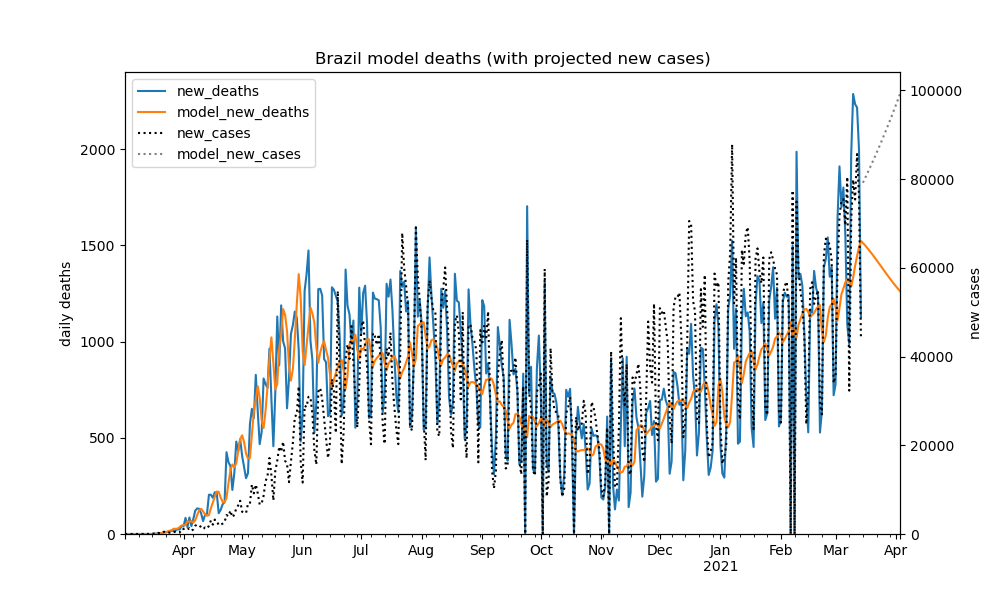 Brazil model deaths (with projected new cases)
new_deaths
model_new_deaths
new_cases
model_new_cases
daily deaths
2000
1500
1000
500
0
new cases
100000
80000
60000
40000
20000
0
Apr May Jun Jul Aug Sep Oct Nov Dec Jan Feb Mar Apr
2021